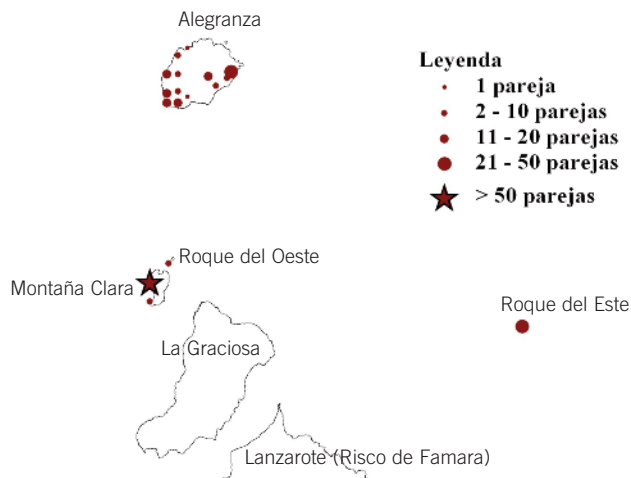 Alegranza
Leyenda
1 pareja
2 - 10 parejas
11 - 20 parejas
21 - 50 parejas
> 50 parejas
Roque del Oeste
Montaña Clara
Roque del Este
La Graciosa
Lanzarote (Risco de Famara)